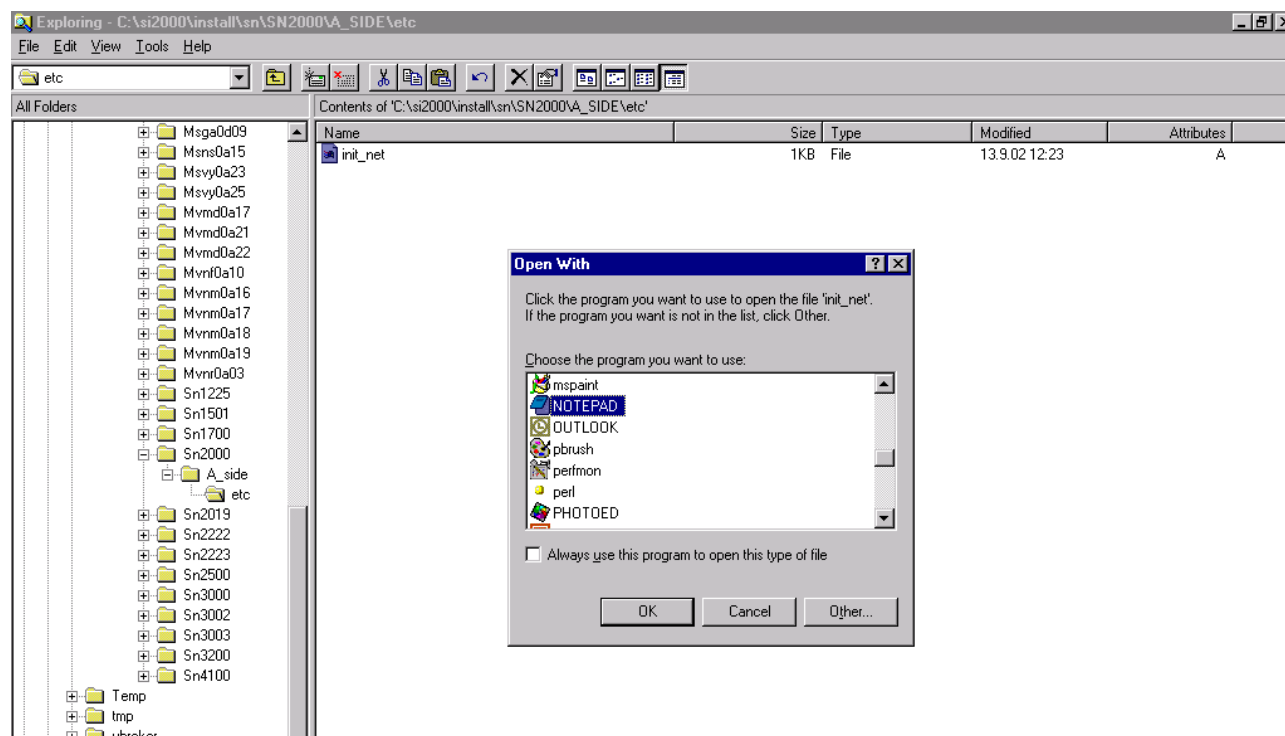 Exploring - C:\si2000\install\sn\SN2000\A_SIDE\etc
File Edit View Tools Help
etc
All Folders
Contents of 'C:\si2000\install\sn\SN2000\A_SIDE\etc'
Name Size Type Modified Attributes
init_net 1KB File 13.9.02 12:23 A
Msga0d09
Msns0a15
Msvy0a23
Msvy0a25
Mvmd0a17
Mvmd0a21
Mvmd0a22
Mvnf0a10
Mvnm0a16
Mvnm0a17
Mvnm0a18
Mvnm0a19
Mvnr0a03
Sn1225
Sn1501
Sn1700
Sn2000
A_side
etc
Sn2019
Sn2222
Sn2223
Sn2500
Sn3000
Sn3002
Sn3003
Sn3200
Sn4100
Temp
tmp
ubroker
Open With
Click the program you want to use to open the file 'init_net'.
If the program you want is not in the list, click Other.
Choose the program you want to use:
mspaint
NOTEPAD
OUTLOOK
pbrush
perfmon
perl
PHOTOED
Always use this program to open this type of file
OK Cancel Other...